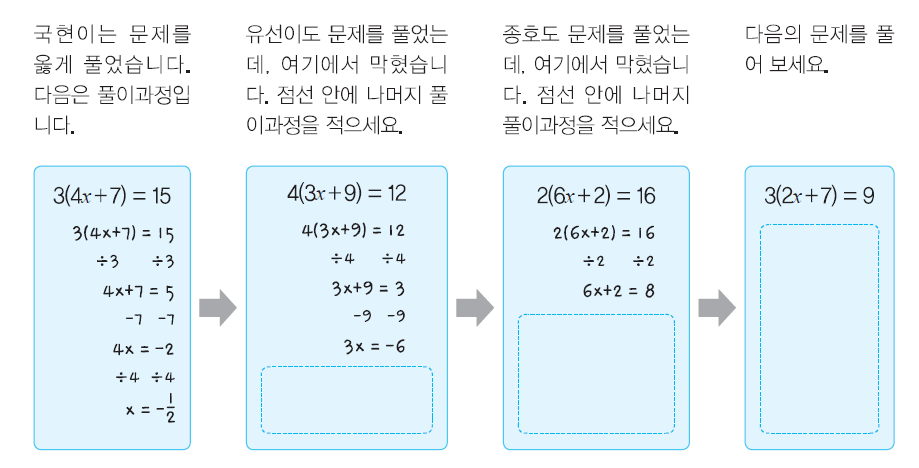 국현이는 문제를
옳게 풀었습니다.
다음은 풀이과정입
니다.
3(4x+7) = 15
3(4x+7) = 15
÷3 ÷3
4x+7 = 5
-7 -7
4x = -2
÷4 ÷4
x = -1/2
유선이도 문제를 풀었는
데, 여기에서 막혔습니
다. 점선 안에 나머지 풀
이과정을 적으세요.
4(3x+9) = 12
4(3x+9) = 12
÷4 ÷4
3x+9 = 3
-9 -9
3x = -6
종호도 문제를 풀었는
데, 여기에서 막혔습니
다. 점선 안에 나머지
풀이과정을 적으세요.
2(6x+2) = 16
2(6x+2) = 16
÷2 ÷2
6x+2 = 8
다음의 문제를 풀
어 보세요.
3(2x+7) = 9